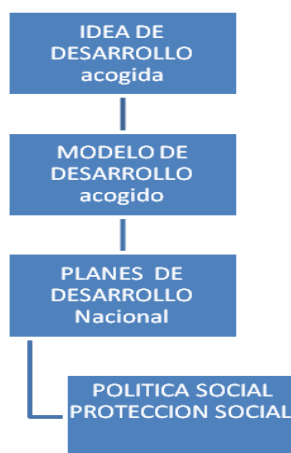 IDEA DE
DESARROLLO
acogida
MODELO DE
DESARROLLO
acogido
PLANES DE
DESARROLLO
Nacional
POLITICA SOCIAL
PROTECCION SOCIAL